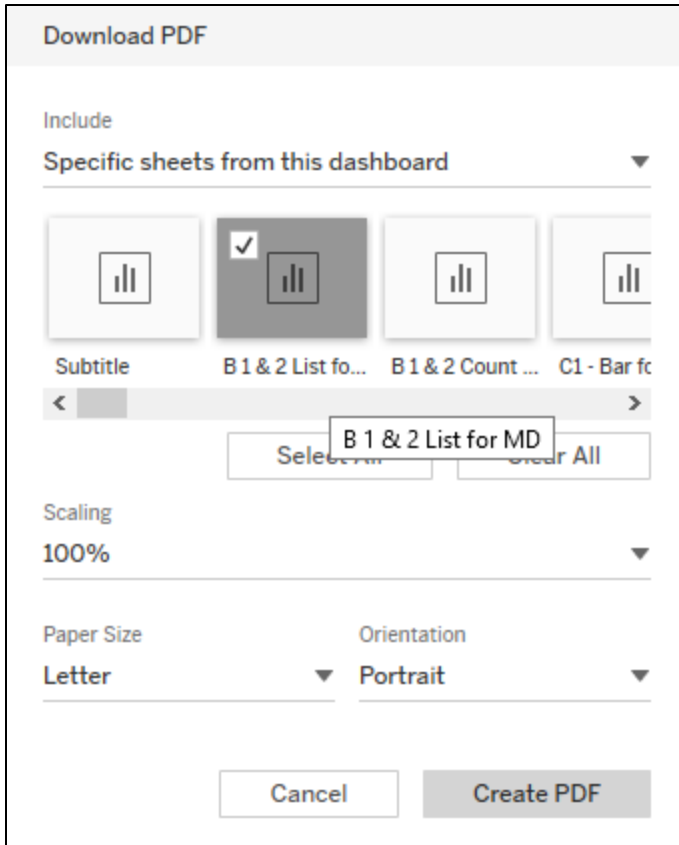 Download PDF
Include
Specific sheets from this dashboard
Subtitle
B 1 & 2 List fo...
B 1 & 2 Count ...
C1 - Bar fo
B 1 & 2 List for MD
Scaling
100%
Paper Size
Orientation
Letter
Portrait
Cancel
Create PDF